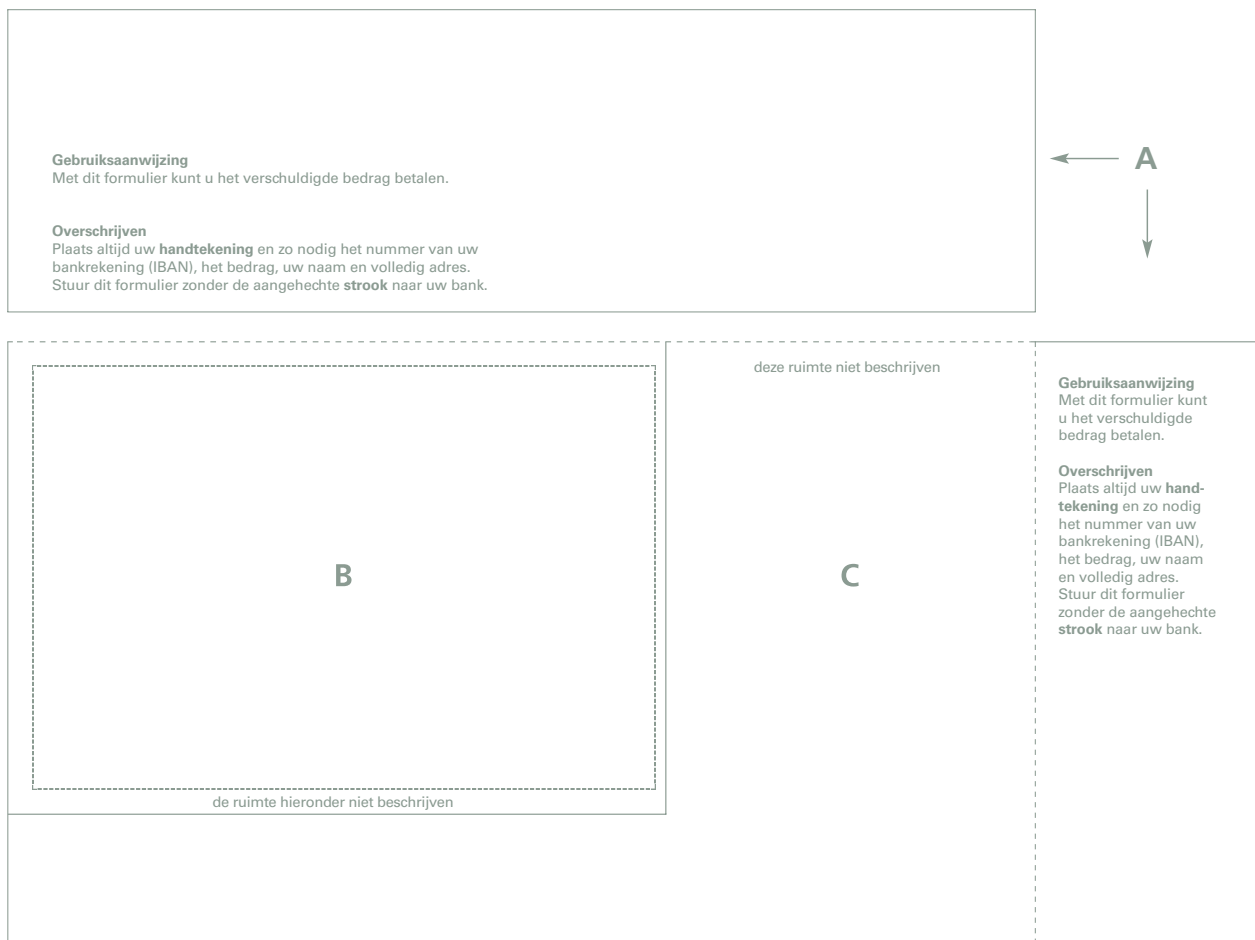 Gebruiksaanwijzing
Met dit formulier kunt u het verschuldigde bedrag betalen.
Overschrijven
Plaats altijd uw handtekening en zo nodig het nummer van uw
bankrekening (IBAN), het bedrag, uw naam en volledig adres.
Stuur dit formulier zonder de aangehechte strook naar uw bank.
A
deze ruimte niet beschrijven
B
C
de ruimte hieronder niet beschrijven
Gebruiksaanwijzing
Met dit formulier kunt
u het verschuldigde
bedrag betalen.
Overschrijven
Plaats altijd uw hand-
tekening en zo nodig
het nummer van uw
bankrekening (IBAN),
het bedrag, uw naam
en volledig adres.
Stuur dit formulier
zonder de aangehechte
strook naar uw bank.